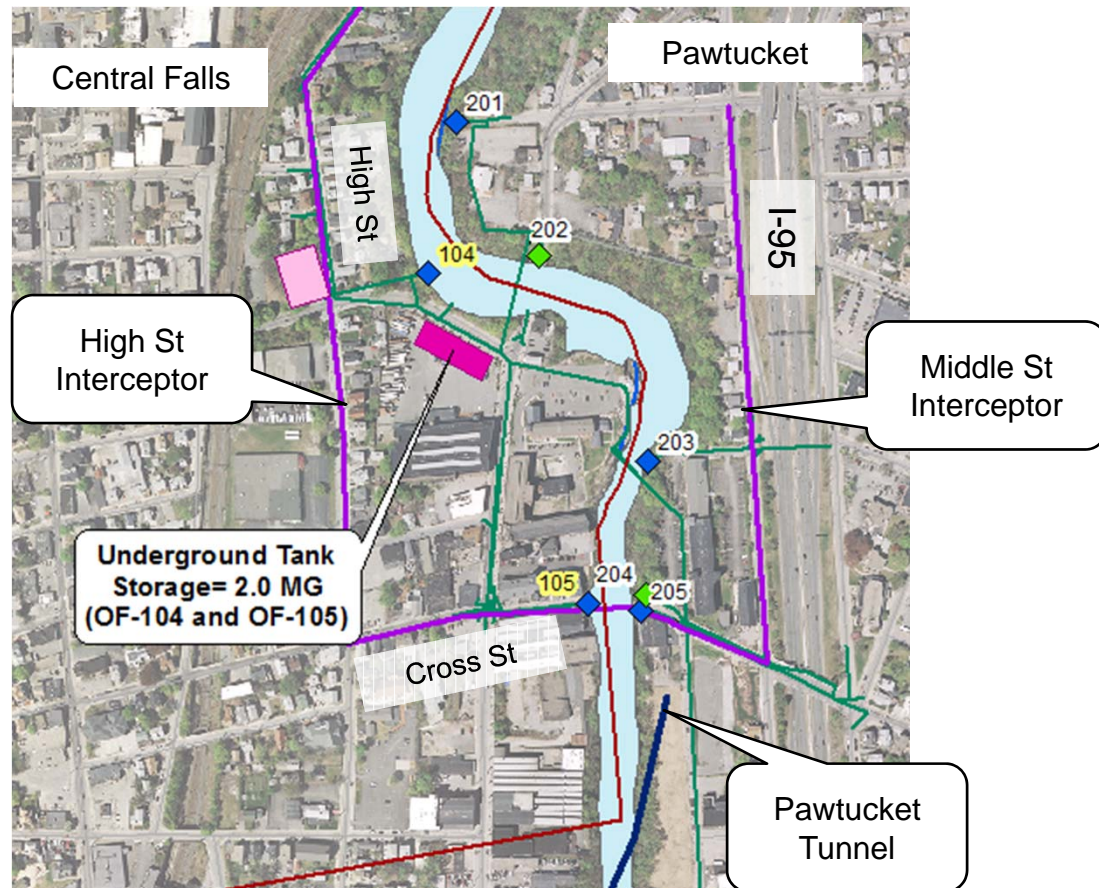 Central Falls
Pawtucket
201
High St
202
I-95
104
High St
Interceptor
Middle St
Interceptor
203
Underground Tank
Storage= 2.0 MG
(OF-104 and OF-105)
105
204
205
Cross St
Pawtucket
Tunnel